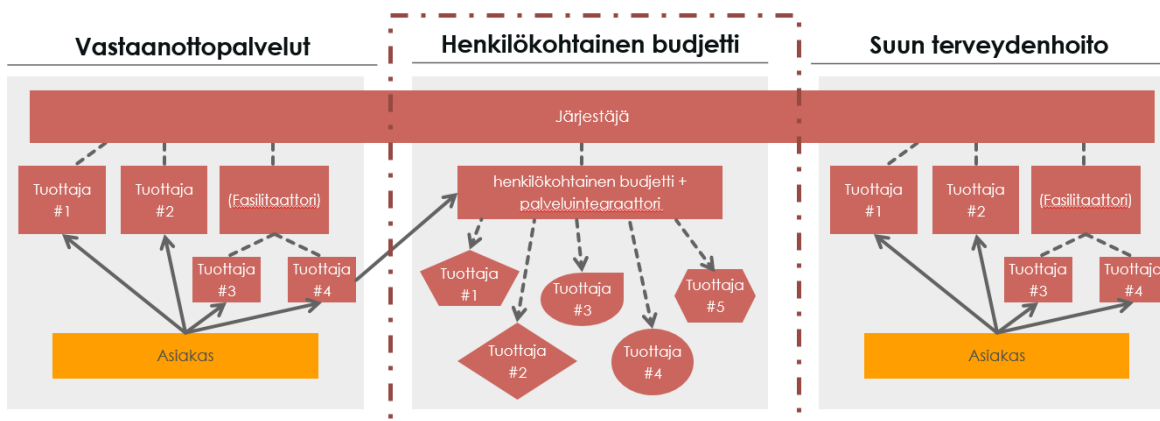 Vastaanottopalvelut
Henkilökohtainen budjetti
Suun terveydenhoito
Järjestäjä
Tuottaja
#1
Tuottaja
#2
(Fasilitaattori)
Tuottaja
#3
Tuottaja
#4
Asiakas
henkilökohtainen budjetti +
palveluintegraattori
Tuottaja
#1
Tuottaja
#2
Tuottaja
#3
Tuottaja
#4
Tuottaja
#5
Tuottaja
#1
Tuottaja
#2
(Fasilitaattori)
Tuottaja
#3
Tuottaja
#4
Asiakas